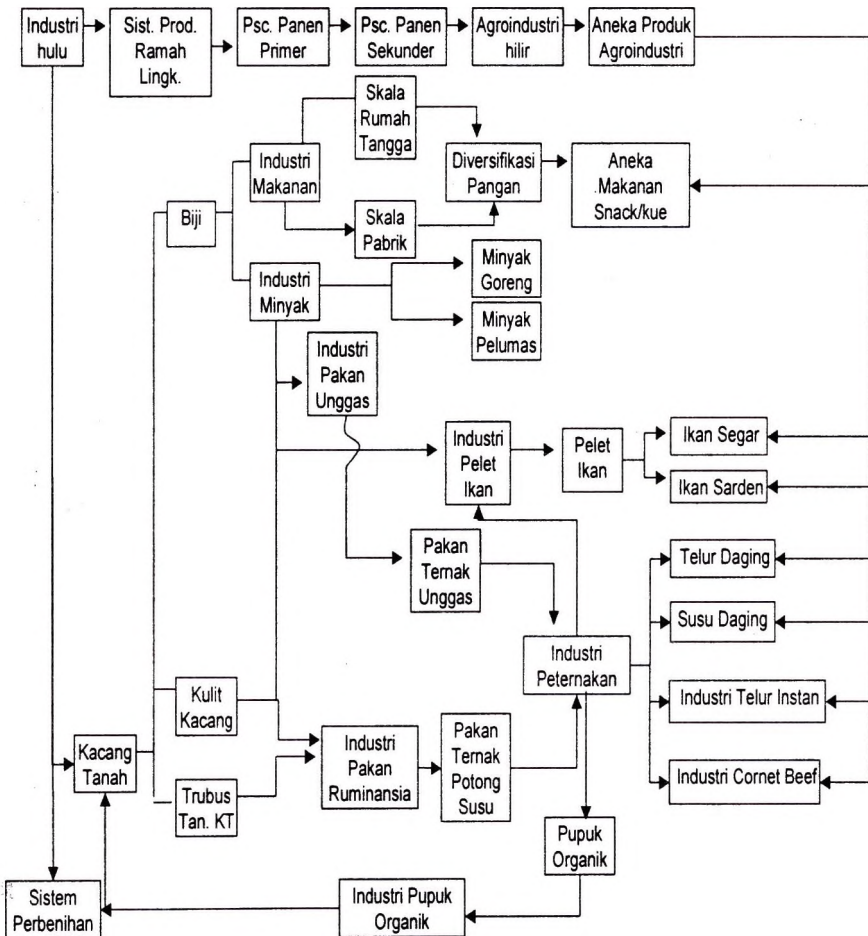 Industri
hulu
Sist. Prod.
Ramah
Lingk.
Psc. Panen
Primer
Psc. Panen
Sekunder
Agroindustri
hilir
Aneka Produk
Agroindustri
Skala
Rumah
Tangga
Industri
Makanan
Diversifikasi
Pangan
Aneka
Makanan
Snack/kue
Biji
Skala
Pabrik
Industri
Minyak
Minyak
Goreng
Minyak
Pelumas
Industri
Pakan
Unggas
Industri
Pelet
Ikan
Pelet
Ikan
Ikan Segar
Ikan Sarden
Pakan
Ternak
Unggas
Telur Daging
Susu Daging
Industri
Peternakan
Kulit
Kacang
Industri Telur Instan
Kacang
Tanah
Industri
Pakan
Ruminansia
Pakan
Ternak
Potong
Susu
Industri Cornet Beef
Trubus
Tan. KT
Pupuk
Organik
Sistem
Perbenihan
Industri Pupuk
Organik